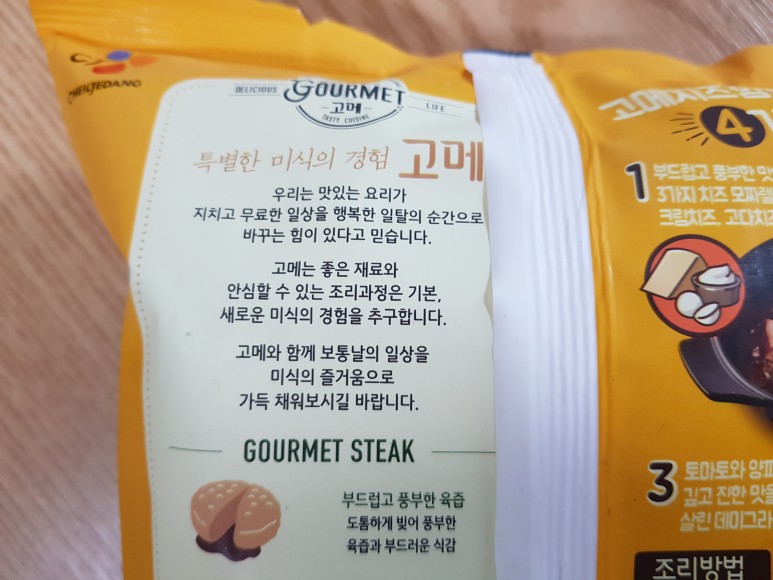 CJ
CHEILJEDANG
DELICIOUS
GOURMET
고메
TASTY CUISINE
LIFE
특별한 미식의 경험 고메
우리는 맛있는 요리가
지치고 무료한 일상을 행복한 일탈의 순간으로
바꾸는 힘이 있다고 믿습니다.
고메는 좋은 재료와
안심할 수 있는 조리과정은 기본,
새로운 미식의 경험을 추구합니다.
고메와 함께 보통날의 일상을
미식의 즐거움으로
가득 채워보시길 바랍니다.
GOURMET STEAK
부드럽고 풍부한 육즙
도톰하게 빚어 풍부한
육즙과 부드러운 식감
고메치즈함
4
1 부드럽고 풍부한 맛
3가지 치즈 모짜렐
크림치즈, 고다치즈
3 토마토와 양파
깊고 진한 맛을
살린 데미그라
조리방법